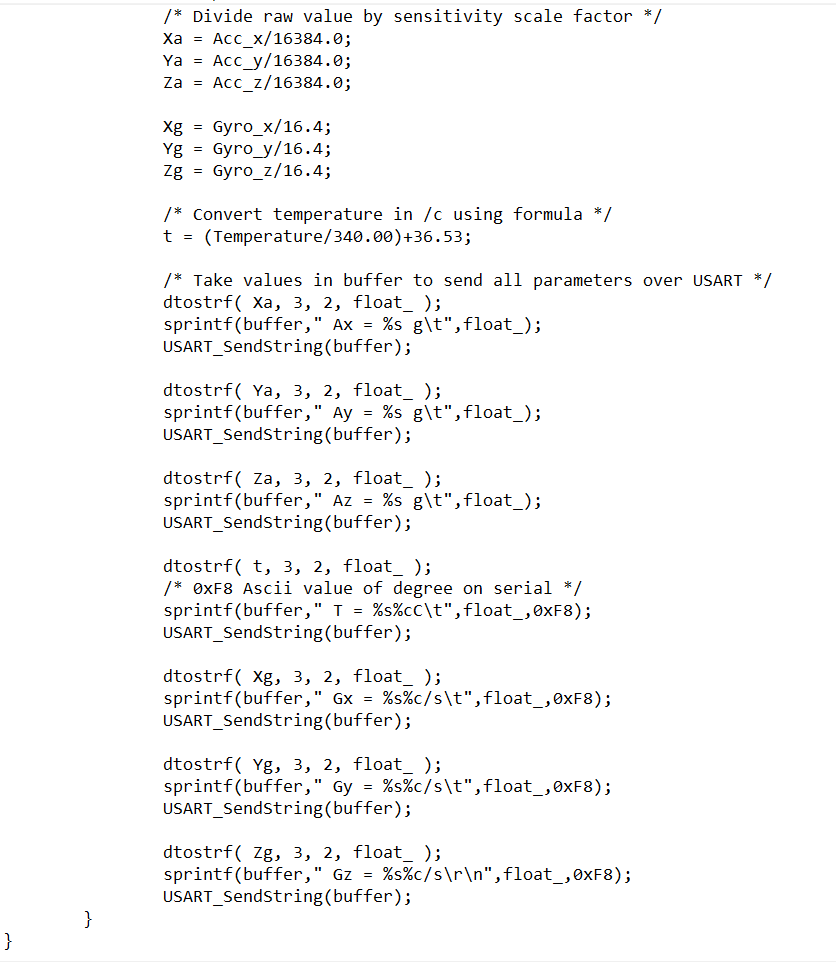 /* Divide raw value by sensitivity scale factor */
Xa = Acc_x/16384.0;
Ya = Acc_y/16384.0;
Za = Acc_z/16384.0;
Xg = Gyro_x/16.4;
Yg = Gyro_y/16.4;
Zg = Gyro_z/16.4;
/* Convert temperature in /c using formula */
t = (Temperature/340.00)+36.53;
/* Take values in buffer to send all parameters over USART */
dtostrf( Xa, 3, 2, float_ );
sprintf(buffer," Ax = %s g\t",float_);
USART_SendString(buffer);
dtostrf( Ya, 3, 2, float_ );
sprintf(buffer," Ay = %s g\t",float_);
USART_SendString(buffer);
dtostrf( Za, 3, 2, float_ );
sprintf(buffer," Az = %s g\t",float_);
USART_SendString(buffer);
dtostrf( t, 3, 2, float_ );
/* 0xF8 Ascii value of degree on serial */
sprintf(buffer," T = %s%cC\t",float_,0xF8);
USART_SendString(buffer);
dtostrf( Xg, 3, 2, float_ );
sprintf(buffer," Gx = %s%c/s\t",float_,0xF8);
USART_SendString(buffer);
dtostrf( Yg, 3, 2, float_ );
sprintf(buffer," Gy = %s%c/s\t",float_,0xF8);
USART_SendString(buffer);
dtostrf( Zg, 3, 2, float_ );
sprintf(buffer," Gz = %s%c/s\r\n",float_,0xF8);
USART_SendString(buffer);
}
}